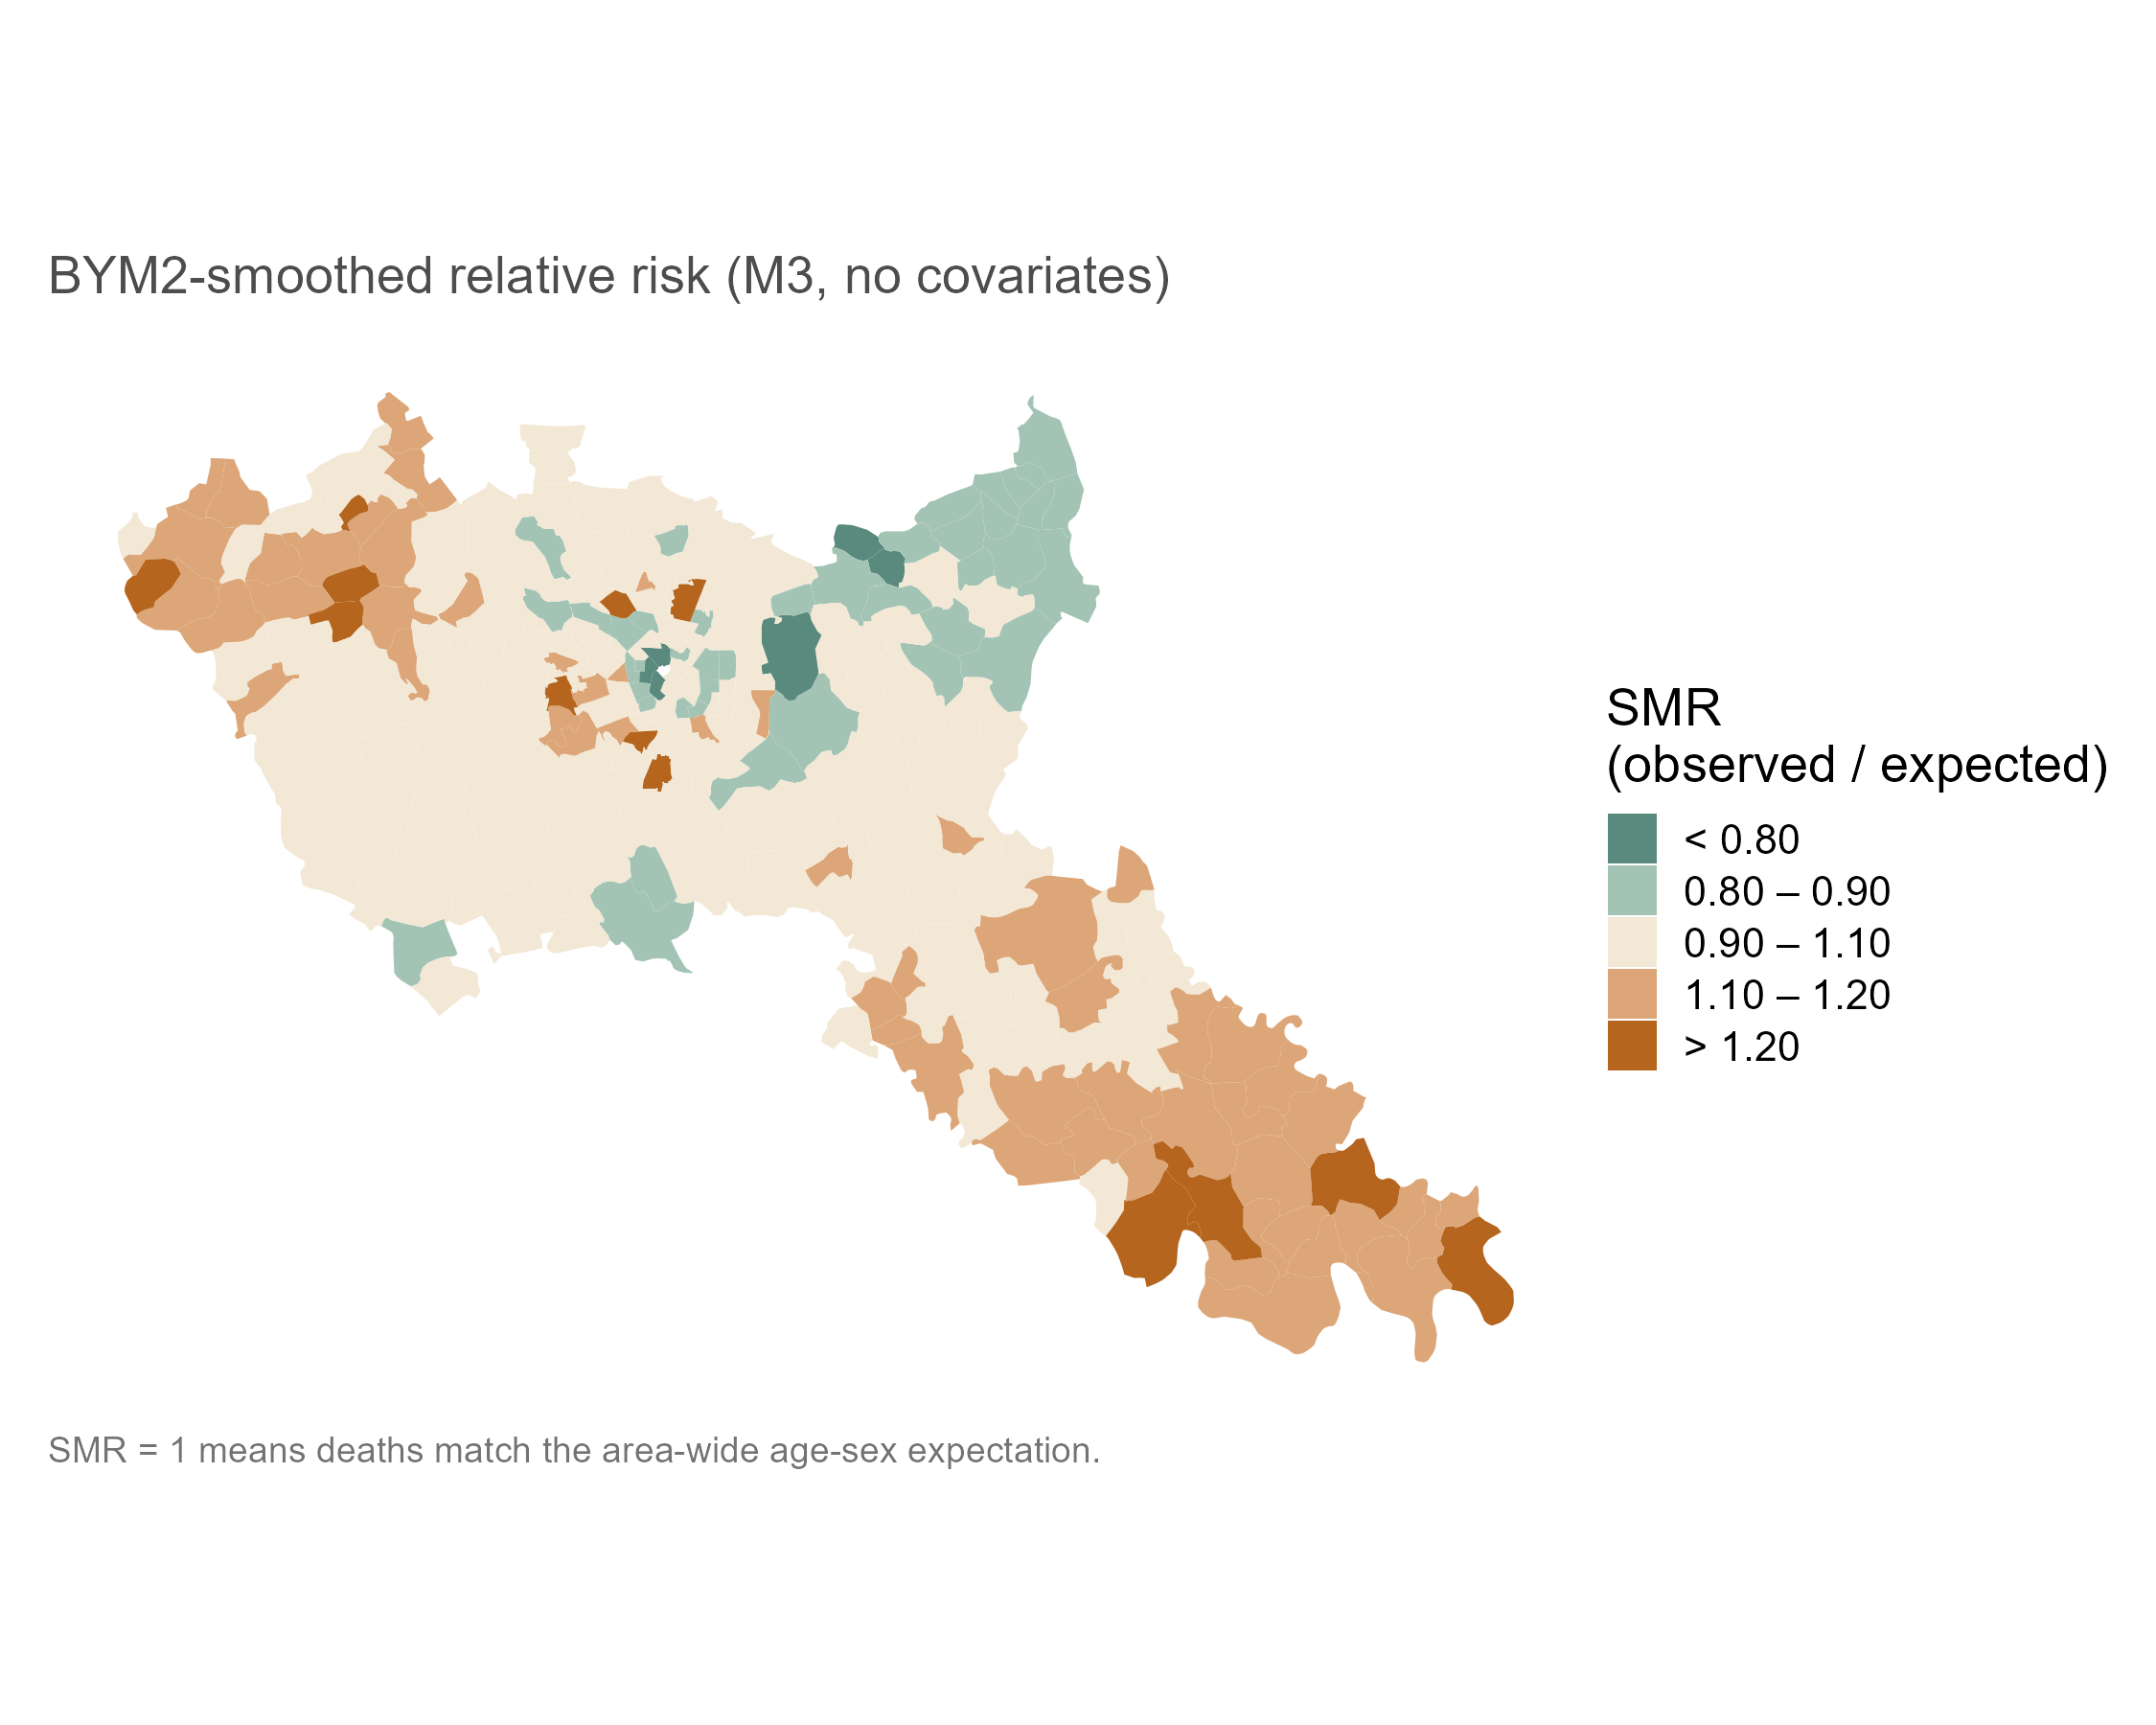 BYM2-smoothed relative risk (M3, no covariates)
SMR
(observed / expected)
< 0.80
0.80 – 0.90
0.90 – 1.10
1.10 – 1.20
> 1.20
SMR = 1 means deaths match the area-wide age-sex expectation.